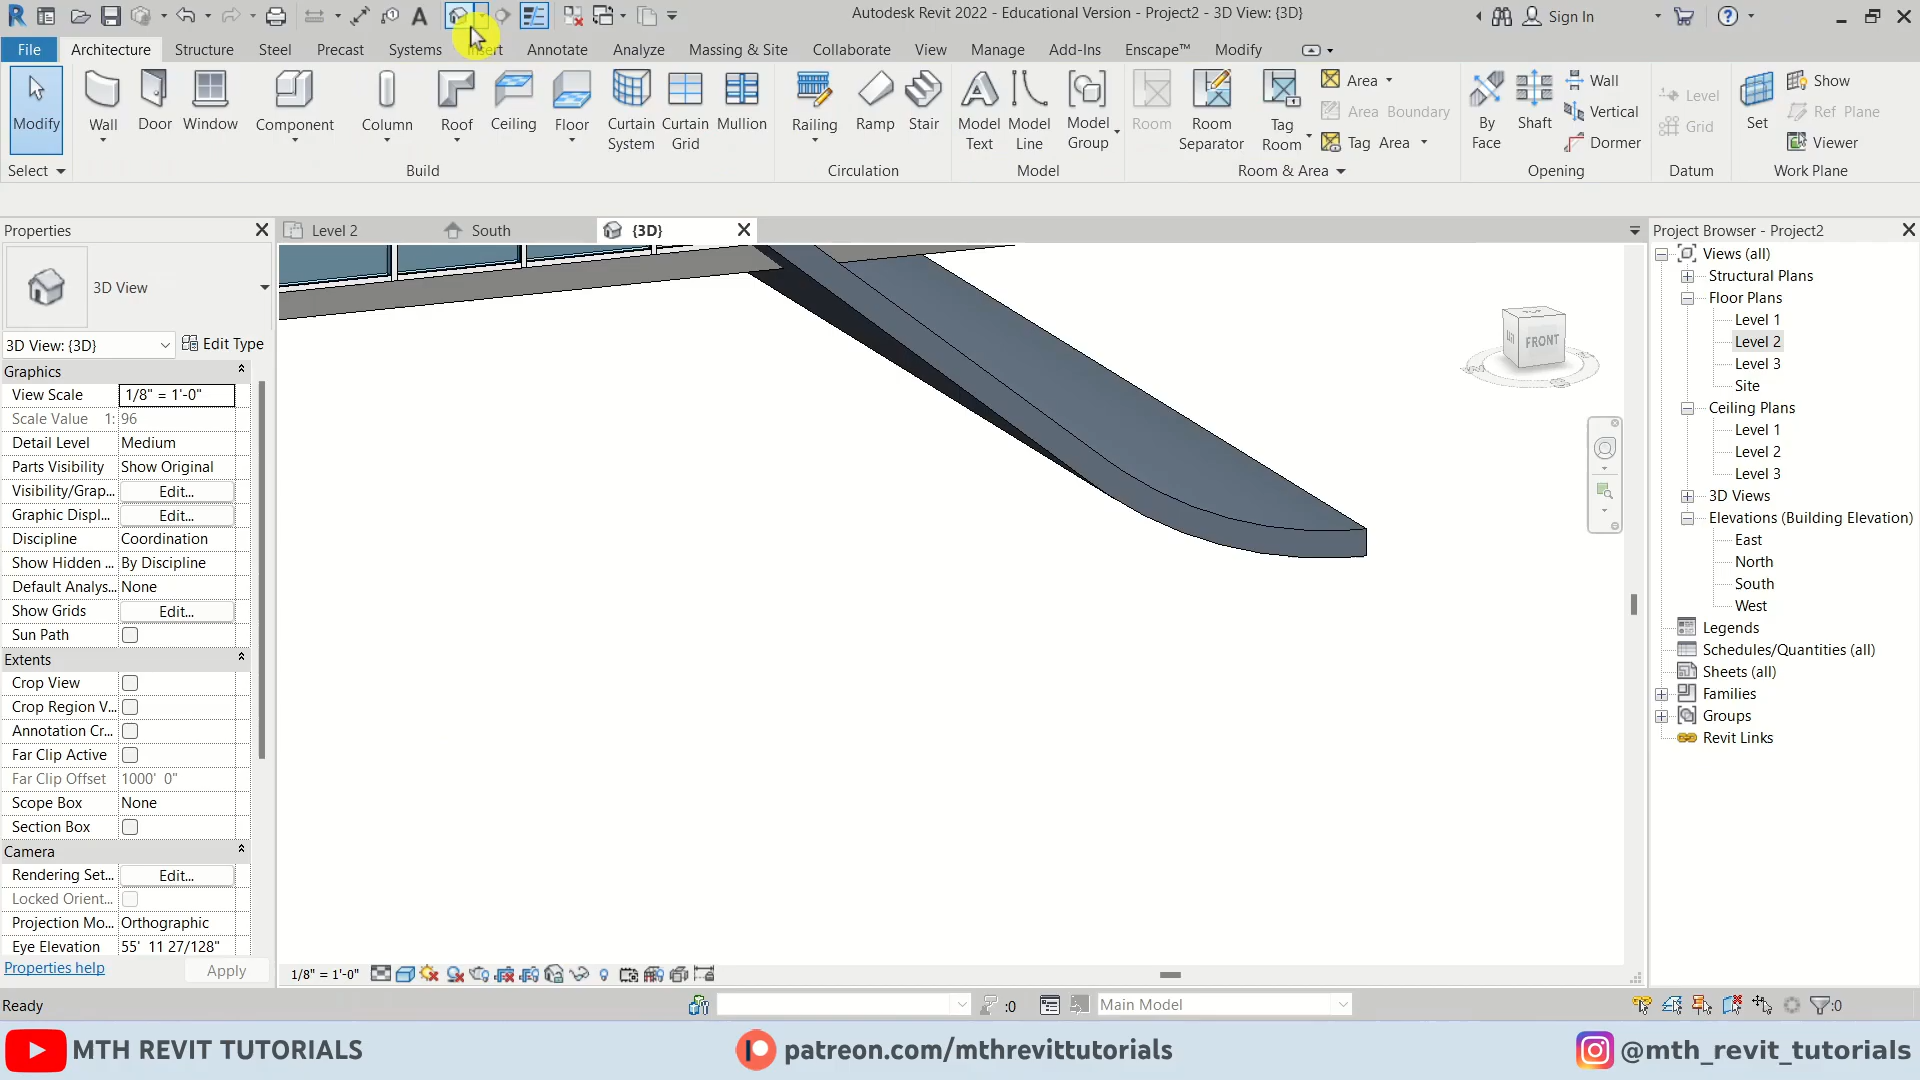 Autodesk Revit 2022 - Educational Version - Project2 - 3D View: {3D}
Sign In
File Architecture Structure Steel Precast Systems Insert Annotate Analyze Massing & Site Collaborate View Manage Add-Ins Enscape™ Modify
Modify
Wall
Door
Window
Component
Column
Roof
Ceiling
Floor
Curtain System
Curtain Grid
Mullion
Railing
Ramp
Stair
Model Text
Model Line
Model Group
Room
Room Separator
Tag Room
Area
Area Boundary
Tag Area
By Face
Shaft
Wall
Vertical
Dormer
Level
Grid
Set
Show
Ref Plane
Viewer
Select
Build
Circulation
Model
Room & Area
Opening
Datum
Work Plane
Properties
Level 2
South
{3D}
Project Browser - Project2
3D View
3D View: {3D}
Edit Type
Graphics
View Scale 1/8" = 1'-0"
Scale Value 1: 96
Detail Level Medium
Parts Visibility Show Original
Visibility/Grap... Edit...
Graphic Displ... Edit...
Discipline Coordination
Show Hidden ... By Discipline
Default Analys... None
Show Grids Edit...
Sun Path
Extents
Crop View
Crop Region V...
Annotation Cr...
Far Clip Active
Far Clip Offset 1000' 0"
Scope Box None
Section Box
Camera
Rendering Set... Edit...
Locked Orient...
Projection Mo... Orthographic
Eye Elevation 55' 11 27/128"
Properties help
Apply
FRONT
Views (all)
Structural Plans
Floor Plans
Level 1
Level 2
Level 3
Site
Ceiling Plans
Level 1
Level 2
Level 3
3D Views
Elevations (Building Elevation)
East
North
South
West
Legends
Schedules/Quantities (all)
Sheets (all)
Families
Groups
Revit Links
1/8" = 1'-0"
Ready
:0
Main Model
:0
MTH REVIT TUTORIALS
patreon.com/mthrevittutorials
@mth_revit_tutorials